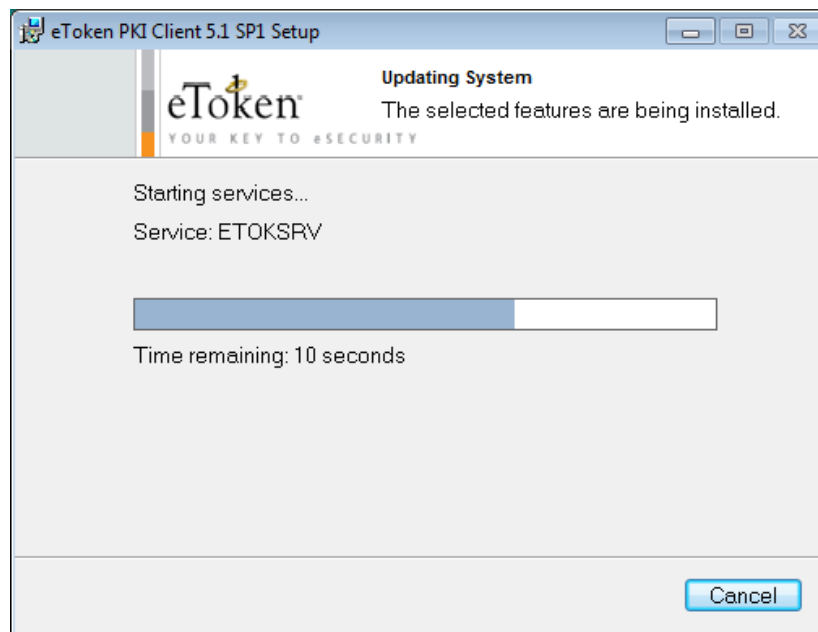 eToken PKI Client 5.1 SP1 Setup
eToken
YOUR KEY TO eSECURITY
Updating System
The selected features are being installed.
Starting services...
Service: ETOKSRV
Time remaining: 10 seconds
Cancel